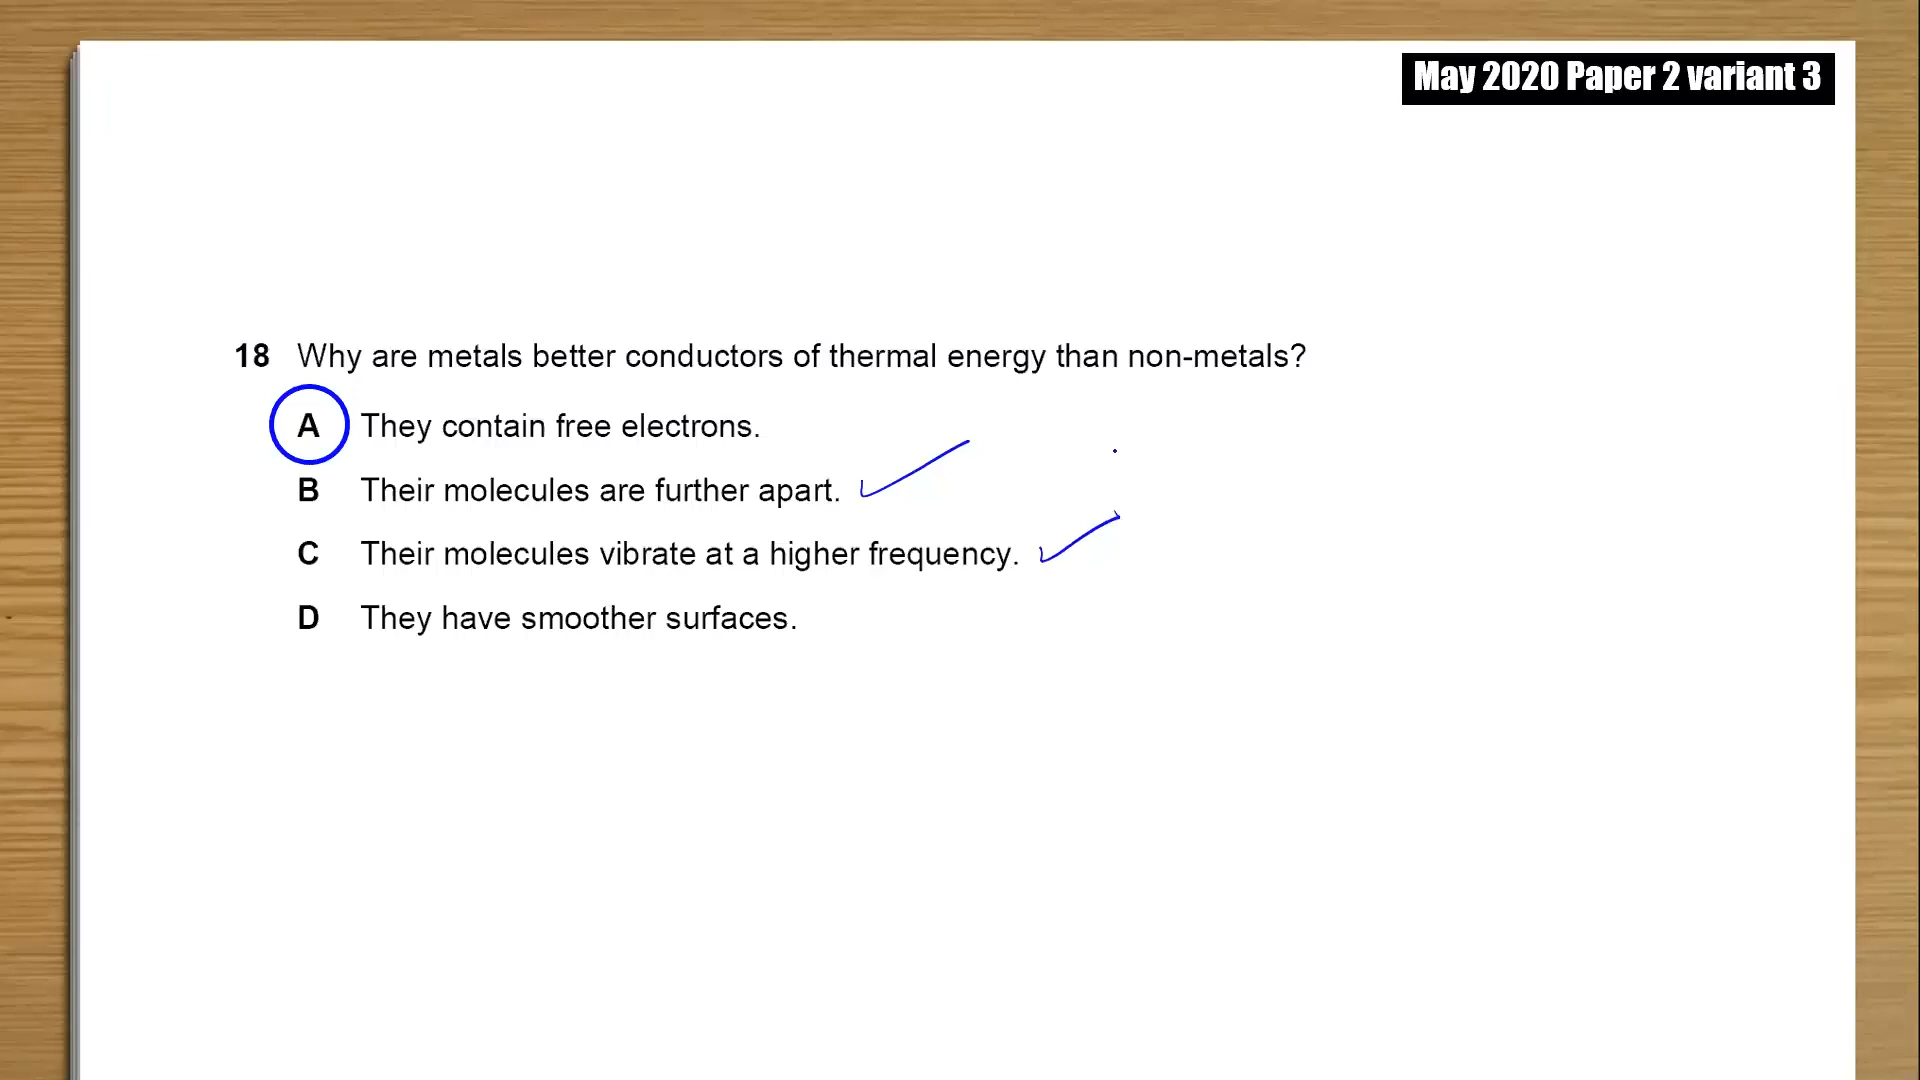 May 2020 Paper 2 variant 3
18 Why are metals better conductors of thermal energy than non-metals?
A They contain free electrons.
B Their molecules are further apart.
C Their molecules vibrate at a higher frequency.
D They have smoother surfaces.